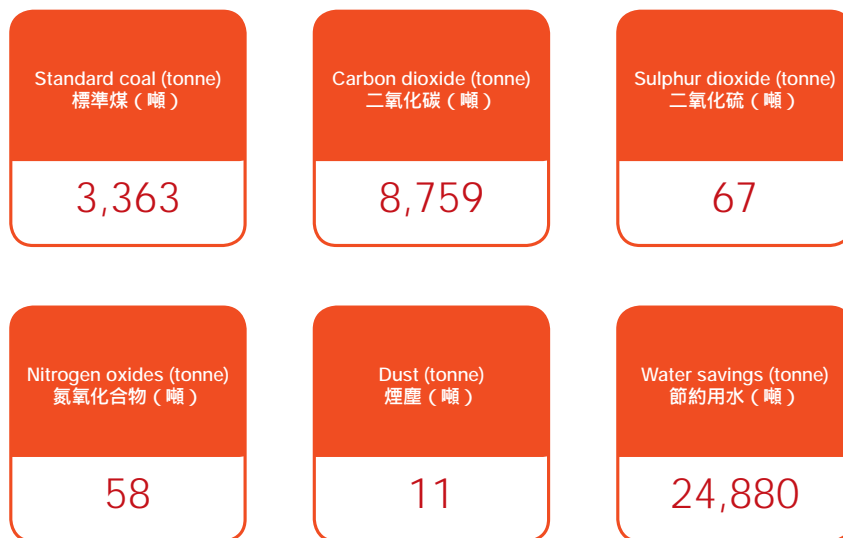 Standard coal (tonne)
標準煤（噸）
3,363
Carbon dioxide (tonne)
二氧化碳（噸）
8,759
Sulphur dioxide (tonne)
二氧化硫（噸）
67
Nitrogen oxides (tonne)
氮氧化合物（噸）
58
Dust (tonne)
煙塵（噸）
11
Water savings (tonne)
節約用水（噸）
24,880